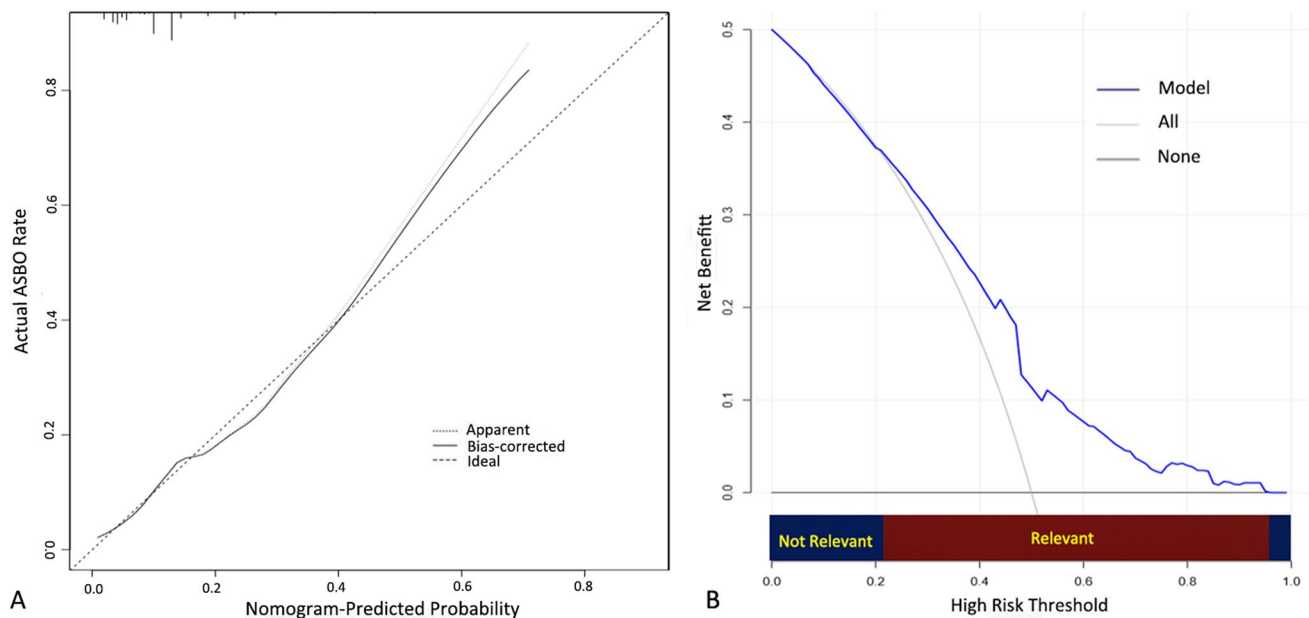 0.8
0.6
0.4
0.2
0.0
Actual ASBO Rate
Apparent
Bias-corrected
Ideal
0.0
0.2
0.4
0.6
0.8
Nomogram-Predicted Probability
A
0.5
0.4
0.3
0.2
0.1
0.0
Net Benefitt
Model
All
None
Not Relevant
Relevant
0.0
0.2
0.4
0.6
0.8
1.0
High Risk Threshold
B